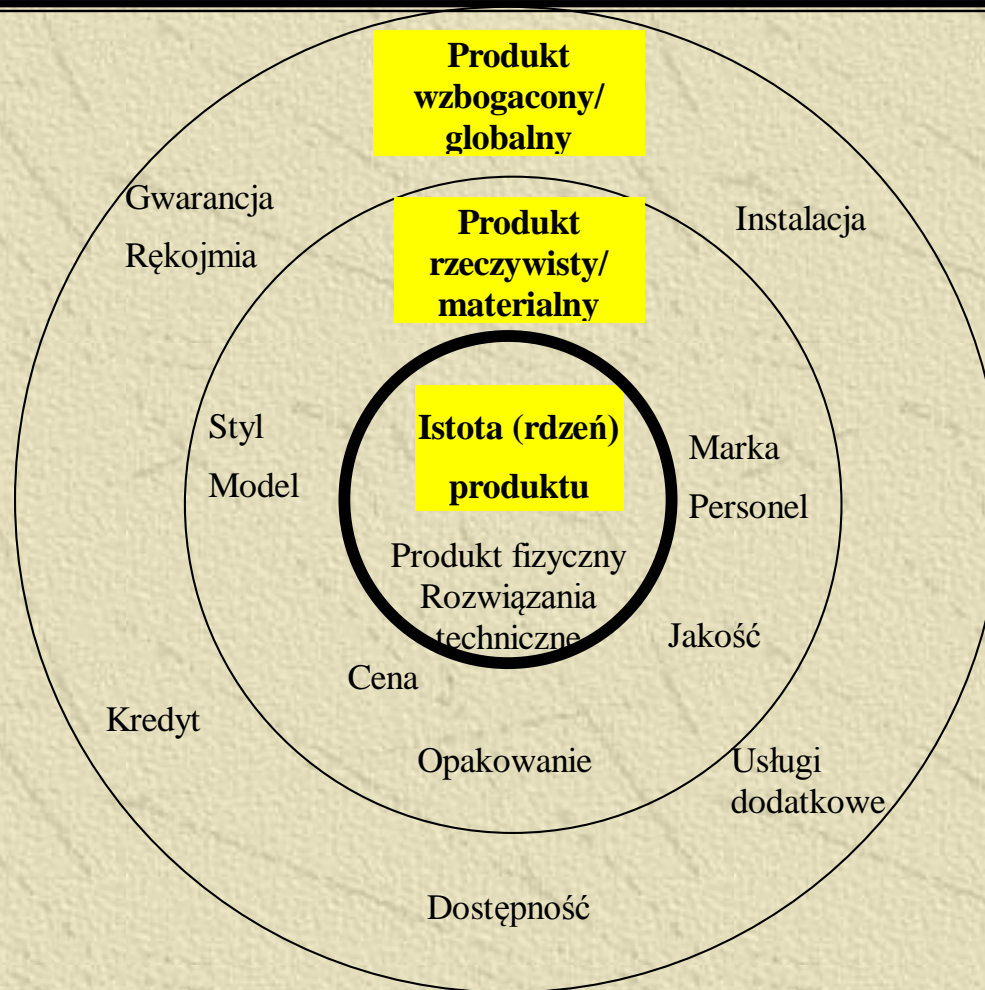 Produkt
wzbogacony/
globalny
Gwarancja
Rękojmia
Instalacja
Produkt
rzeczywisty/
materialny
Styl
Model
Istota (rdzeń)
produktu
Marka
Personel
Produkt fizyczny
Rozwiązania
techniczne
Jakość
Cena
Kredyt
Opakowanie
Usługi
dodatkowe
Dostępność